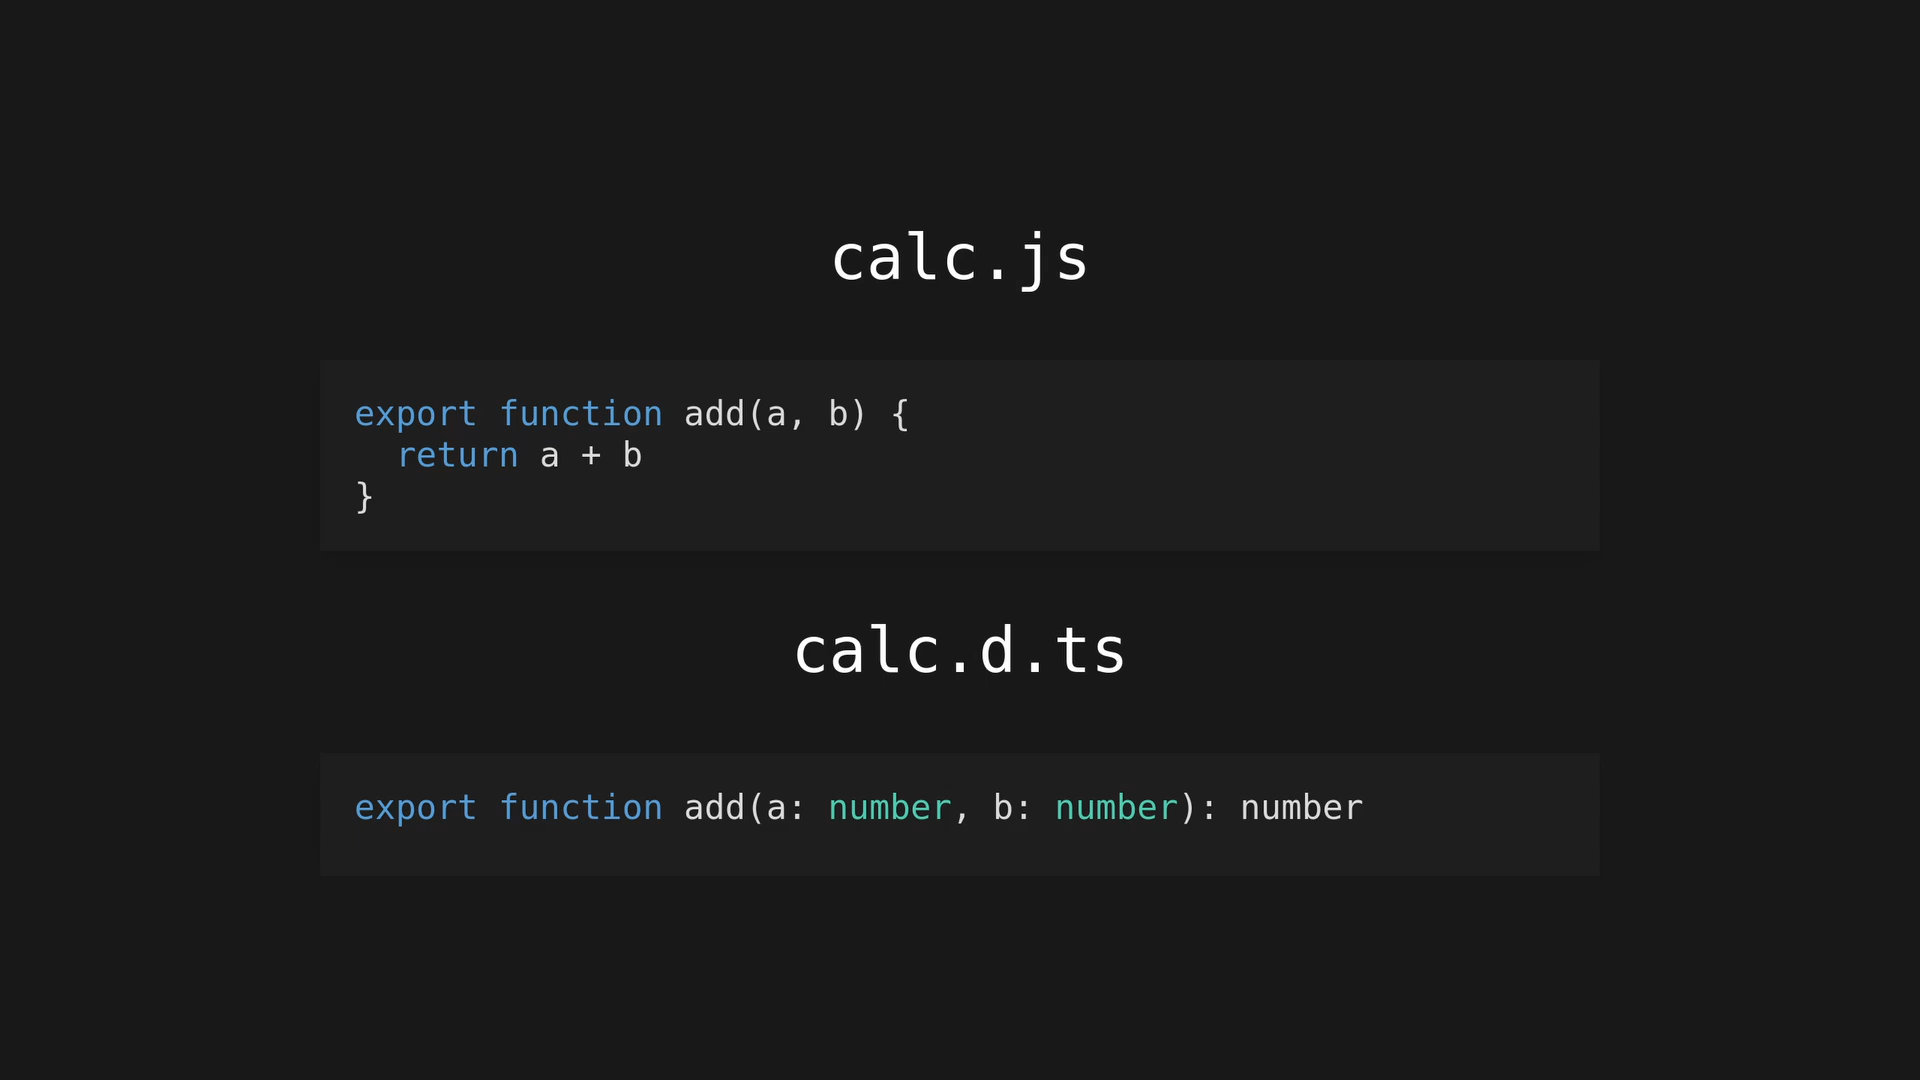 calc.js
export function add(a, b) {
  return a + b
}
calc.d.ts
export function add(a: number, b: number): number